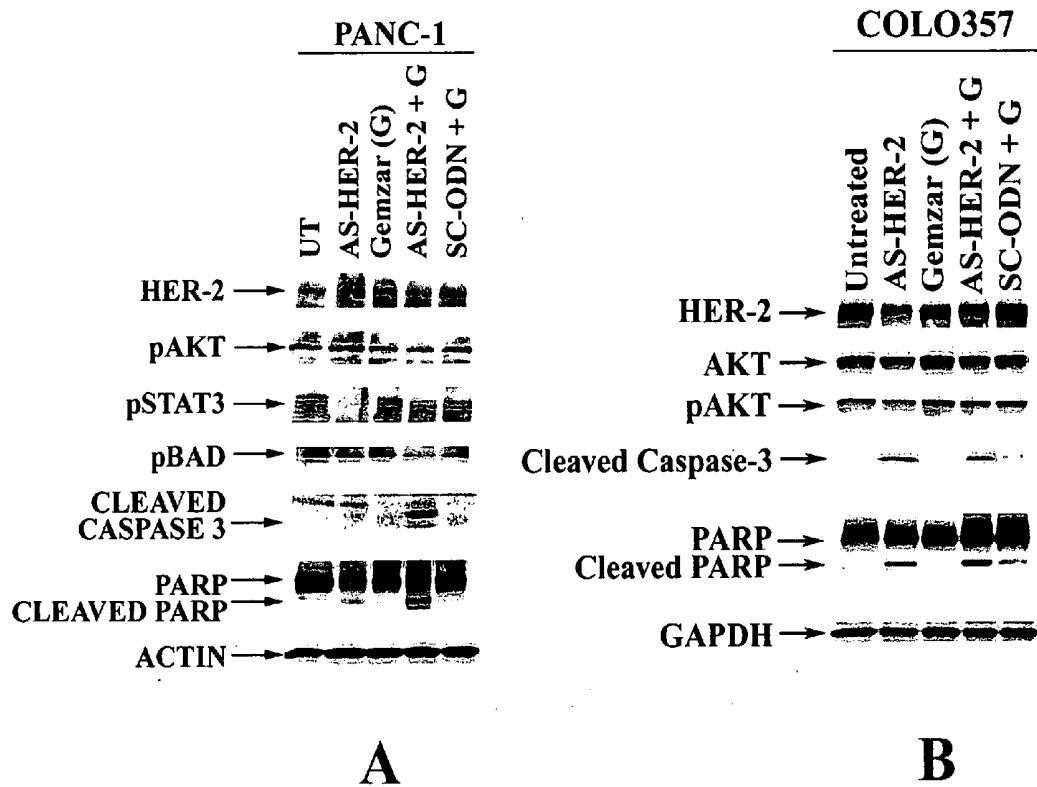 PANC-1
UT
AS-HER-2
Gemzar (G)
AS-HER-2 + G
SC-ODN + G
HER-2
pAKT
pSTAT3
pBAD
CLEAVED
CASPASE 3
PARP
CLEAVED PARP
ACTIN
A
COLO357
Untreated
AS-HER-2
Gemzar (G)
AS-HER-2 + G
SC-ODN + G
HER-2
AKT
pAKT
Cleaved Caspase-3
PARP
Cleaved PARP
GAPDH
B